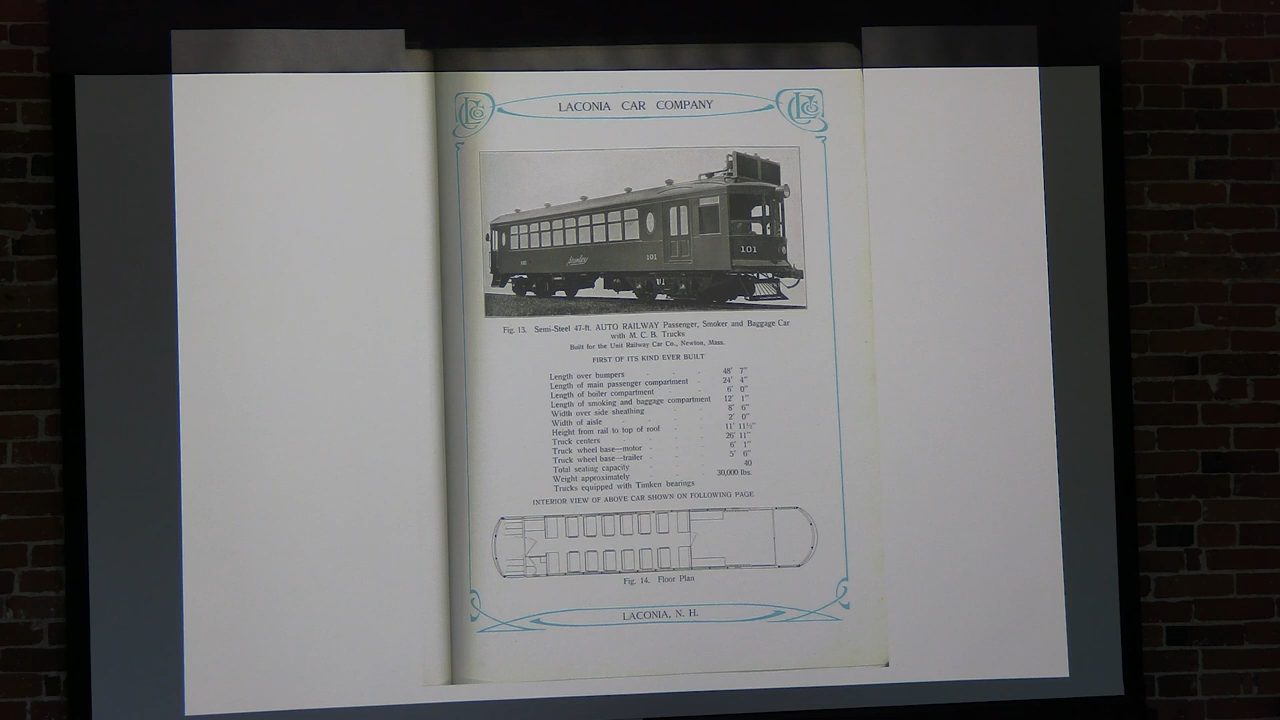 LACONIA CAR COMPANY
101
101
Stanley
Fig. 13. Semi-Steel 47-ft. AUTO RAILWAY Passenger, Smoker and Baggage Car
with M. C. B. Trucks
Built for the Unit Railway Car Co., Newton, Mass.
FIRST OF ITS KIND EVER BUILT
Length over bumpers - - - 48' 7"
Length of main passenger compartment - 24' 4"
Length of boiler compartment - - 6' 0"
Length of smoking and baggage compartment 12' 1"
Width over side sheathing - - 8' 6"
Width of aisle - - - 2' 0"
Height from rail to top of roof - - 11' 11½"
Truck centers - - - 26' 11"
Truck wheel base—motor - - - 6' 1"
Truck wheel base—trailer - - - 5' 6"
Total seating capacity - - - 40
Weight approximately - - - 30,000 lbs.
Trucks equipped with Timken bearings
INTERIOR VIEW OF ABOVE CAR SHOWN ON FOLLOWING PAGE
Fig. 14. Floor Plan
LACONIA, N. H.